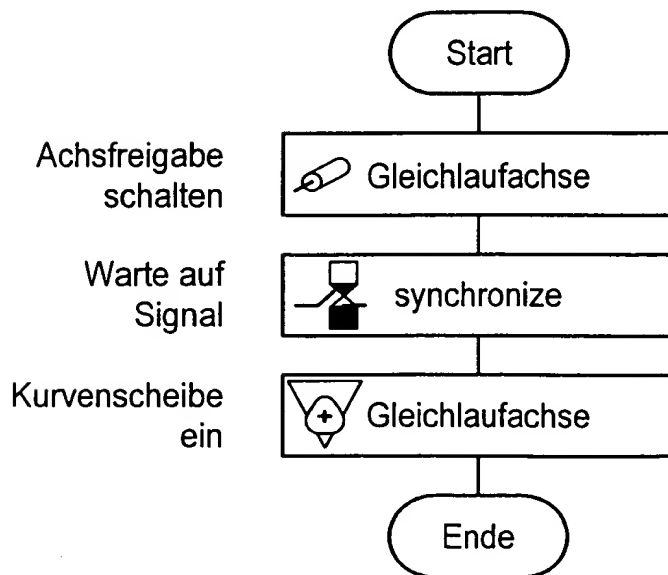 Start
Achsfreigabe
schalten
Gleichlaufachse
Warte auf
Signal
synchronize
Kurvenscheibe
ein
Gleichlaufachse
Ende